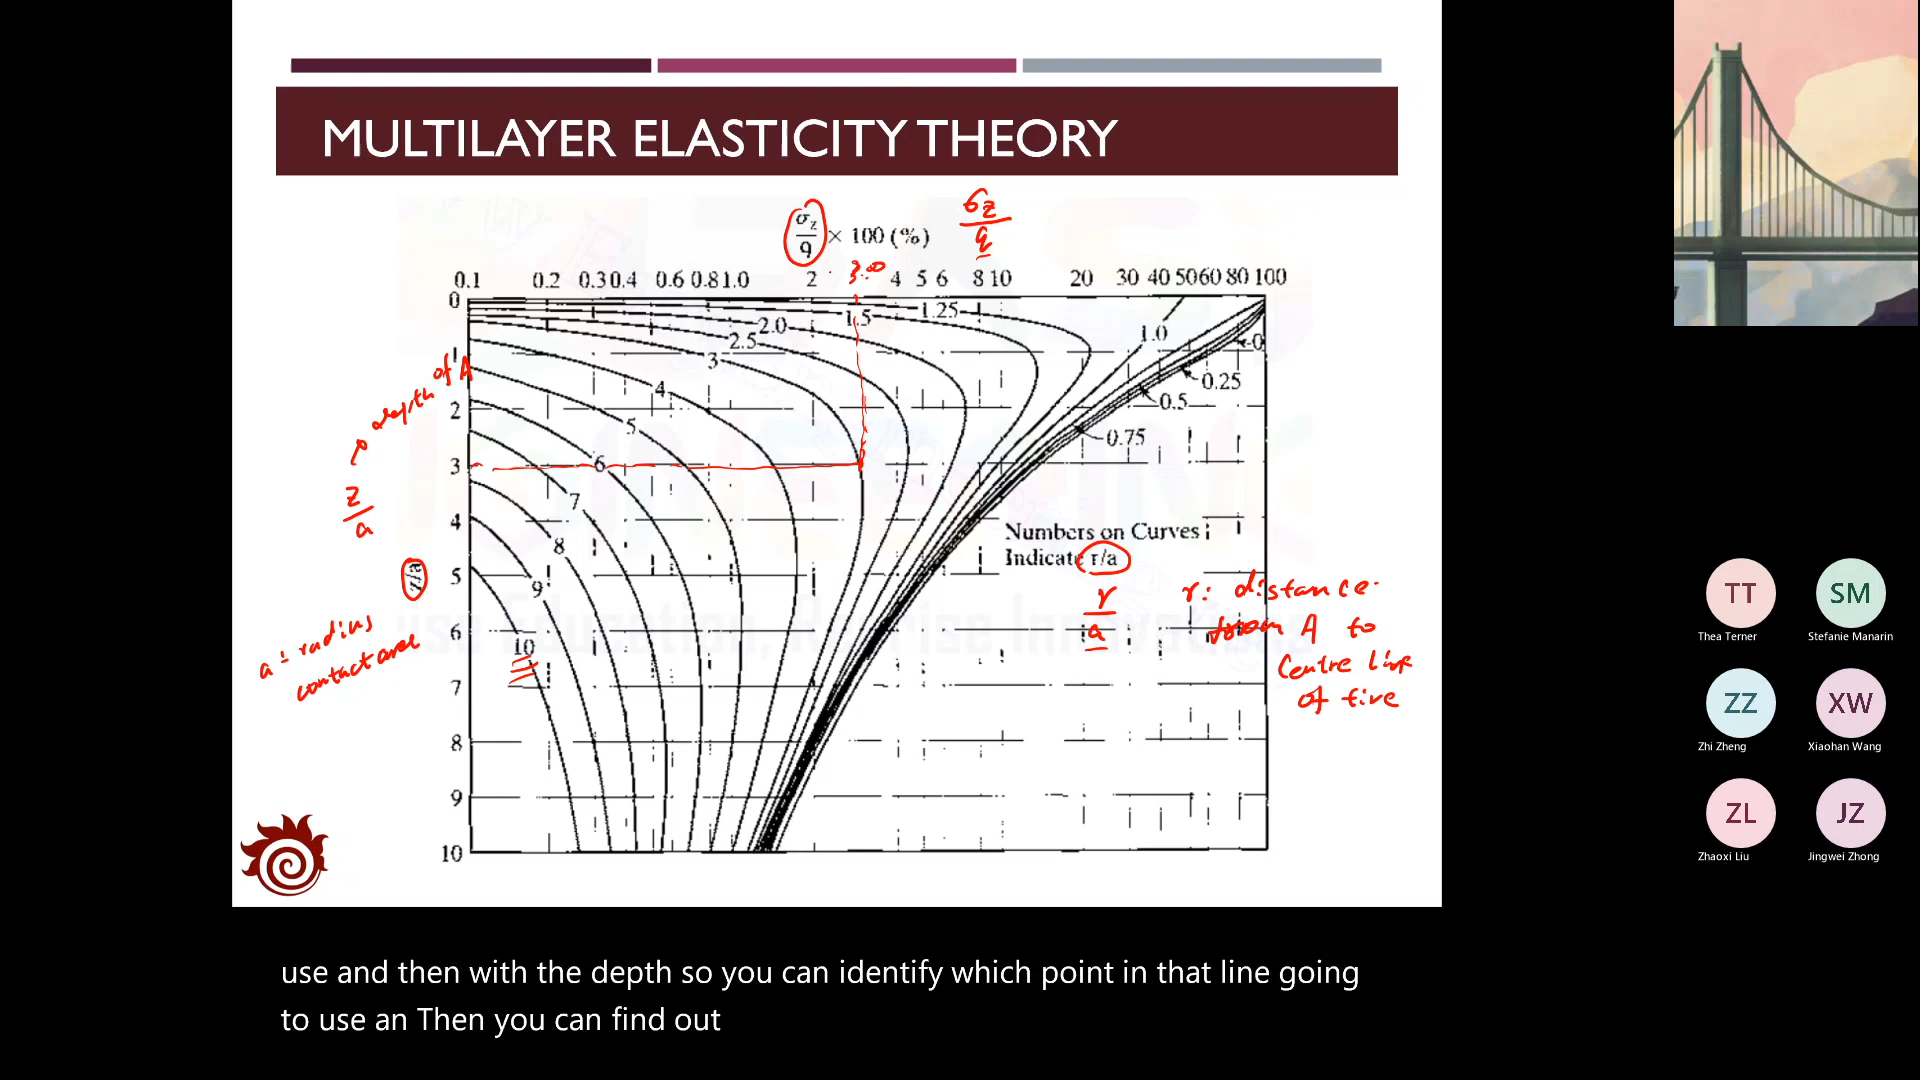 MULTILAYER ELASTICITY THEORY
σz/q × 100 (%)
σz/q
3.00
0.1 0.2 0.3 0.4 0.6 0.8 1.0 2 4 5 6 8 10 20 30 40 50 60 80 100
0
1.25
1.5
2.0
1.0
2.5
0
3
1
depth of A
4
0.25
2
0.5
5
0.75
3
6
z/a
7
4
Numbers on Curves
8
Indicate r/a
5
z/a
9
r/a
r: distance
from A to
Centre line
of tire
a = radius
contact area
6
10
7
8
9
10
TT
Thea Terner
SM
Stefanie Manarin
ZZ
Zhi Zheng
XW
Xiaohan Wang
ZL
Zhaoxi Liu
JZ
Jingwei Zhong
use and then with the depth so you can identify which point in that line going
to use an Then you can find out